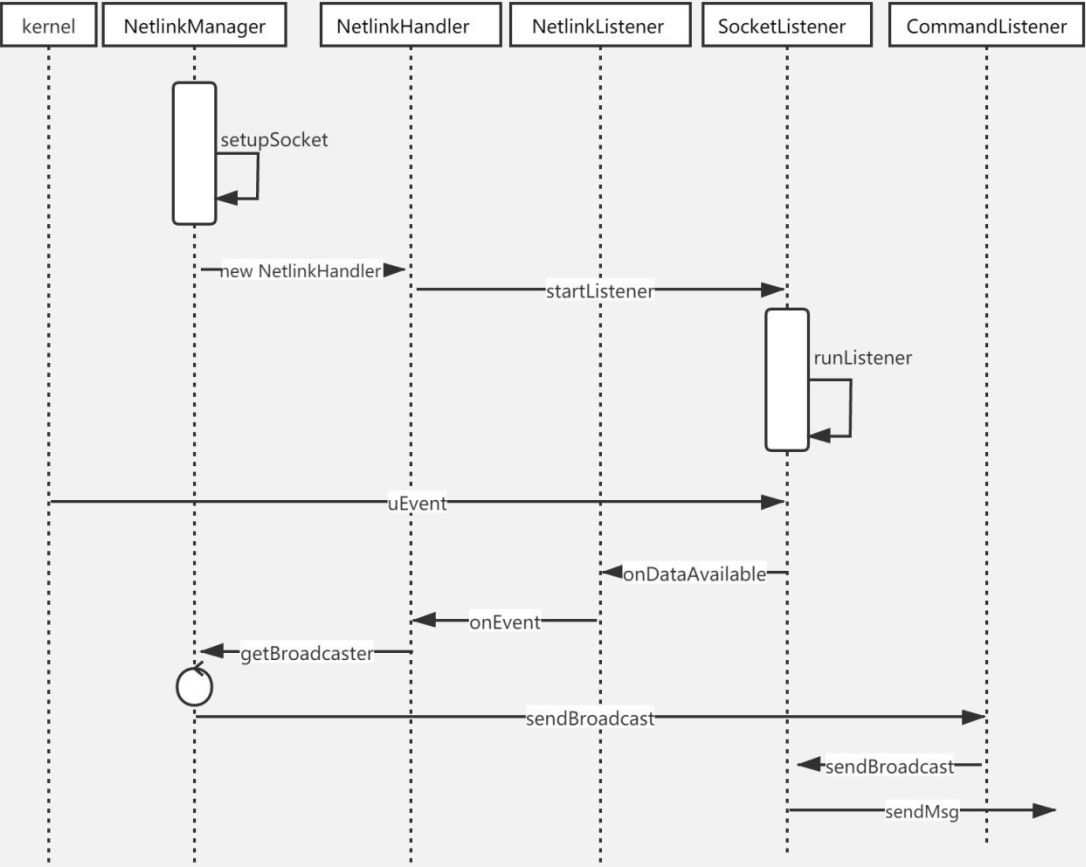 kernel
NetlinkManager
NetlinkHandler
NetlinkListener
SocketListener
CommandListener
setupSocket
new NetlinkHandler
startListener
runListener
uEvent
onDataAvailable
onEvent
getBroadcaster
sendBroadcast
sendBroadcast
sendMsg